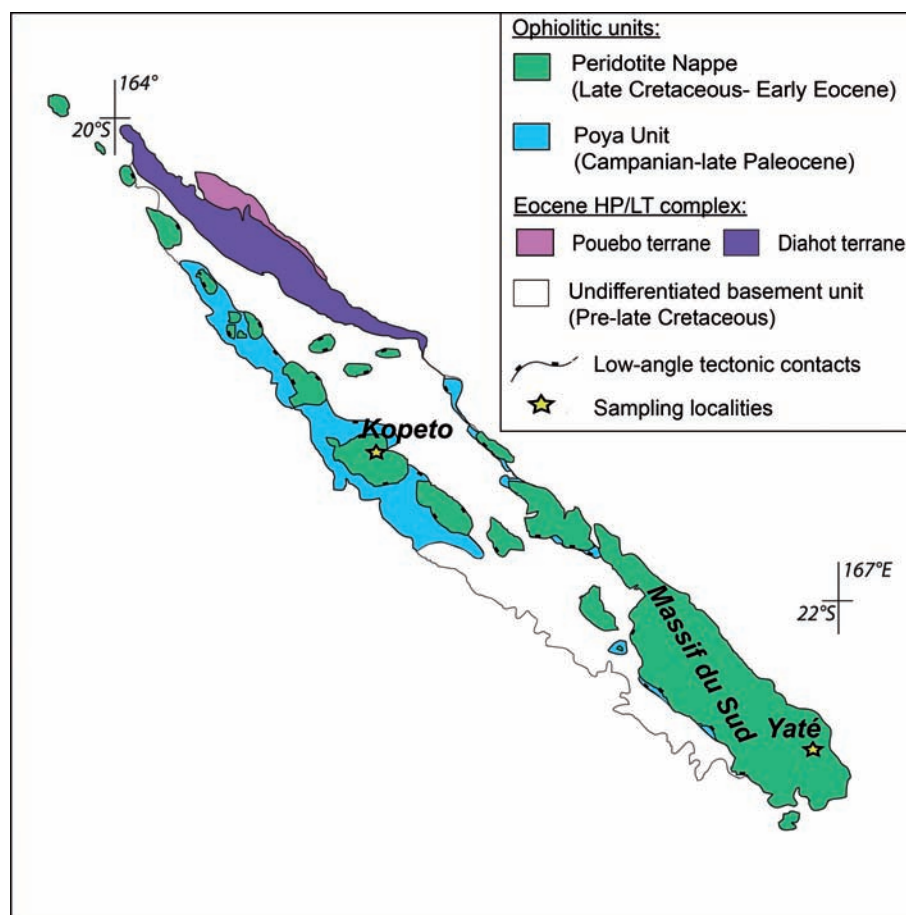 Ophiolitic units:
Peridotite Nappe
(Late Cretaceous- Early Eocene)
Poya Unit
(Campanian-late Paleocene)
Eocene HP/LT complex:
Pouebo terrane
Diahot terrane
Undifferentiated basement unit
(Pre-late Cretaceous)
Low-angle tectonic contacts
Sampling localities
164°
20°S
Kopeto
167°E
22°S
Massif du Sud
Yaté